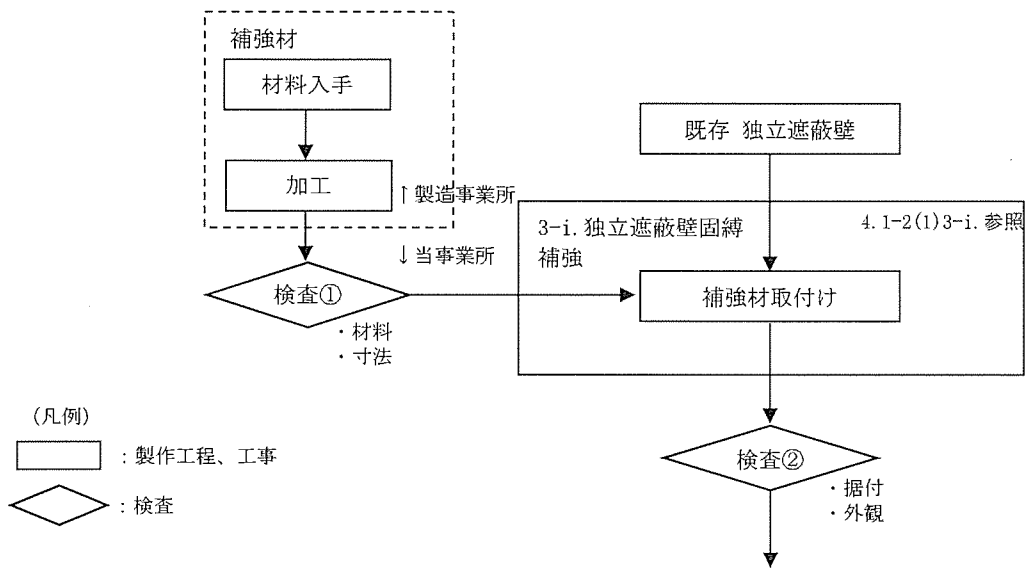 補強材
材料入手
加工
↑製造事業所
↓当事業所
検査①
・材料
・寸法
既存 独立遮蔽壁
3-i.独立遮蔽壁固縛
補強
4.1-2(1)3-i.参照
補強材取付け
検査②
・据付
・外観
(凡例)
：製作工程、工事
：検査